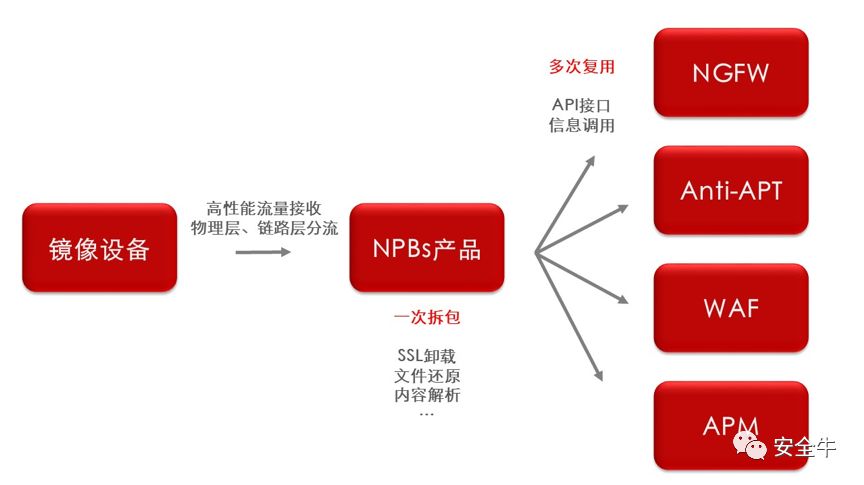 镜像设备
高性能流量接收
物理层、链路层分流
NPBs产品
一次拆包
SSL卸载
文件还原
内容解析
...
多次复用
API接口
信息调用
NGFW
Anti-APT
WAF
APM
安全牛